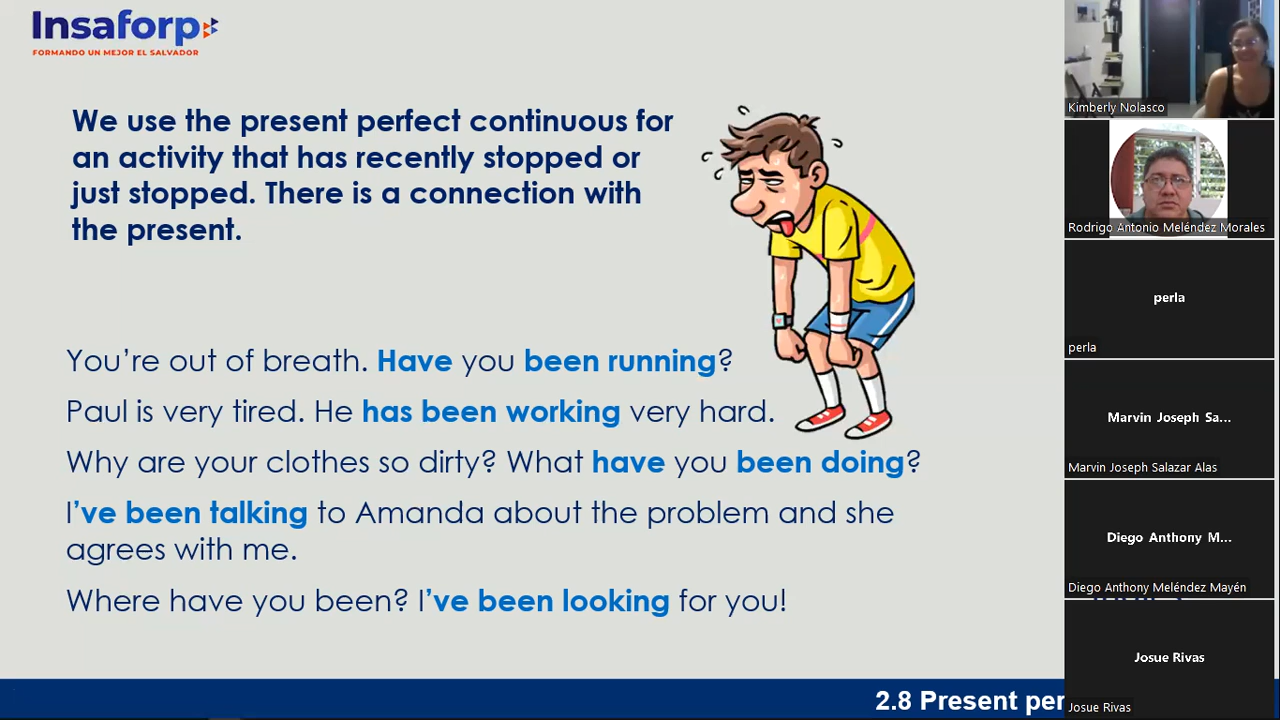 Insaforp
FORMANDO UN MEJOR EL SALVADOR
We use the present perfect continuous for
an activity that has recently stopped or
just stopped. There is a connection with
the present.
You’re out of breath. Have you been running?
Paul is very tired. He has been working very hard.
Why are your clothes so dirty? What have you been doing?
I’ve been talking to Amanda about the problem and she
agrees with me.
Where have you been? I’ve been looking for you!
2.8 Present per
Kimberly Nolasco
Rodrigo Antonio Meléndez Morales
perla
perla
Marvin Joseph Sa...
Marvin Joseph Salazar Alas
Diego Anthony M...
Diego Anthony Meléndez Mayén
Josue Rivas
Josue Rivas